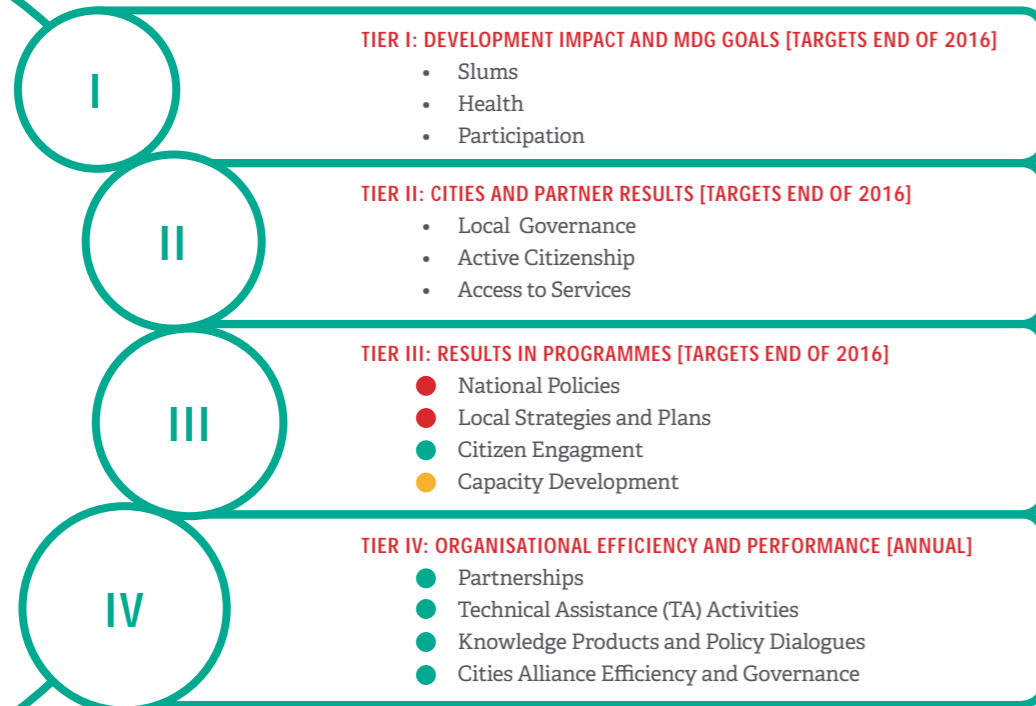 I
TIER I: DEVELOPMENT IMPACT AND MDG GOALS [TARGETS END OF 2016]
• Slums
• Health
• Participation
II
TIER II: CITIES AND PARTNER RESULTS [TARGETS END OF 2016]
• Local Governance
• Active Citizenship
• Access to Services
III
TIER III: RESULTS IN PROGRAMMES [TARGETS END OF 2016]
National Policies
Local Strategies and Plans
Citizen Engagment
Capacity Development
IV
TIER IV: ORGANISATIONAL EFFICIENCY AND PERFORMANCE [ANNUAL]
Partnerships
Technical Assistance (TA) Activities
Knowledge Products and Policy Dialogues
Cities Alliance Efficiency and Governance